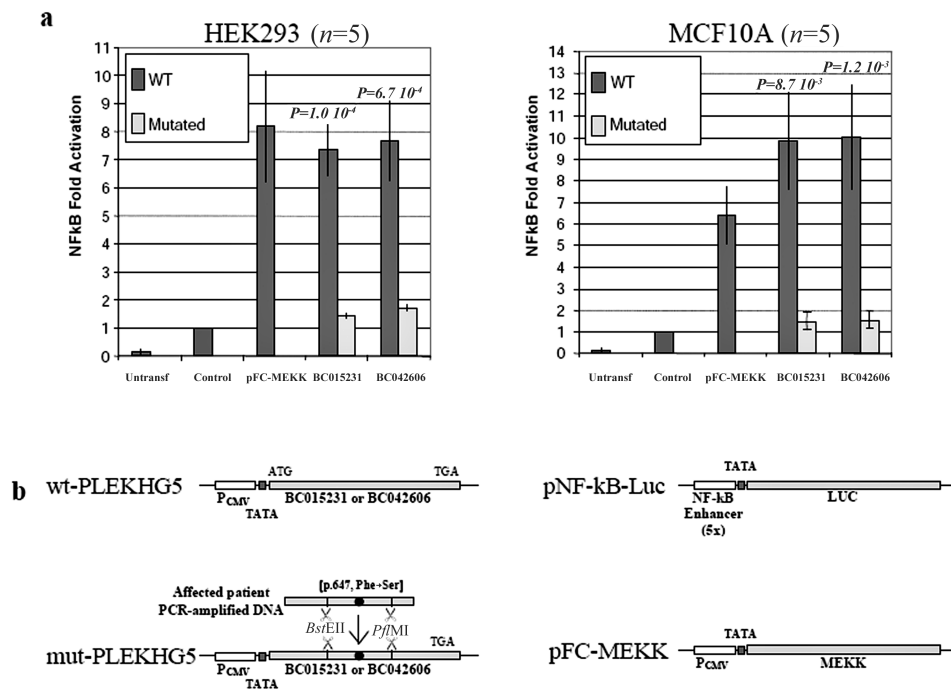 a
HEK293 (n=5)
11
10
9
8
7
6
5
4
3
2
1
0
NFkB Fold Activation
WT
Mutated
P=1.0 10-4
P=6.7 10-4
Untransf Control pFC-MEKK BC015231 BC042606
MCF10A (n=5)
14
13
12
11
10
9
8
7
6
5
4
3
2
1
0
NFkB Fold Activation
WT
Mutated
P=8.7 10-3
P=1.2 10-3
Untransf Control pFC-MEKK BC015231 BC042606
b
wt-PLEKHG5
ATG
TGA
PCMV
TATA
BC015231 or BC042606
pNF-kB-Luc
TATA
NF-kB
Enhancer
(5x)
LUC
Affected patient
PCR-amplified DNA
[p.647, Phe→Ser]
BstEII
PflMI
mut-PLEKHG5
TGA
PCMV
TATA
BC015231 or BC042606
pFC-MEKK
TATA
PCMV
MEKK